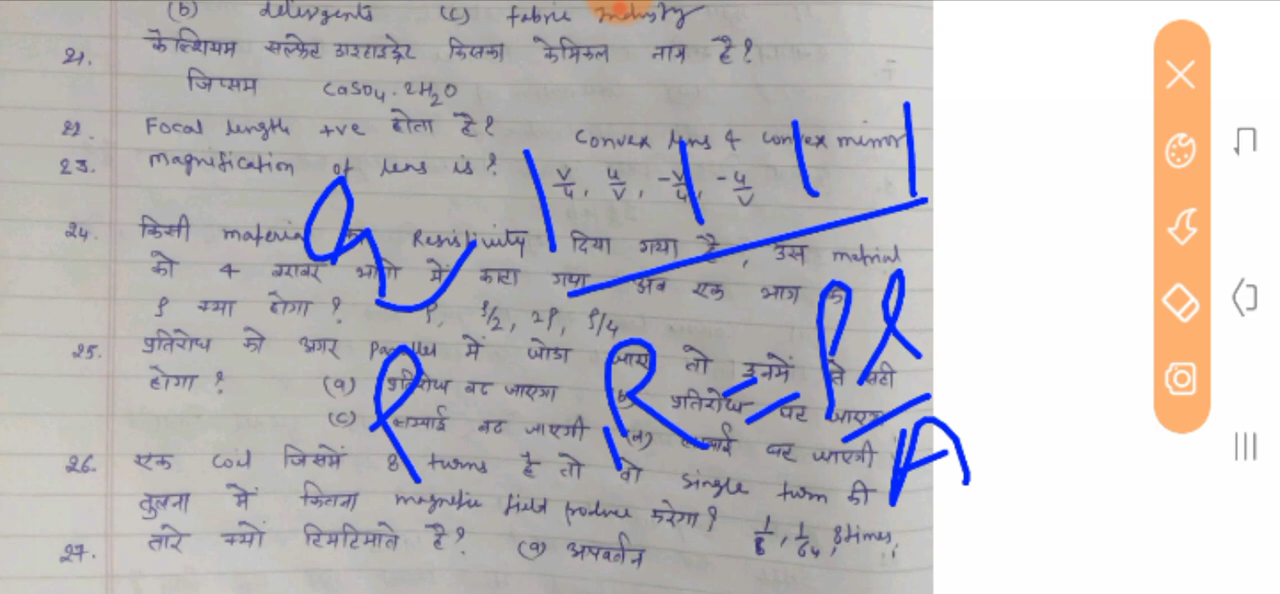 (b) detergents (c) fabric industry
21. केल्शियम सल्फेट डाइहाइड्रेट किसका केमिकल नाम है?
जिप्सम CaSO4.2H2O
22. Focal length +ve होता है? Convex lens & convex mirror
23. magnification of lens is? V/u, u/V, -V/u, -u/V
24. किसी material का Resistivity दिया गया है, उस matrial
को 4 बराबर भागो में काटा गया अब एक भाग का
ρ क्या होगा? ρ, ρ/2, 2ρ, ρ/4
R = ρl/A
25. प्रतिरोध को अगर Parallel में जोडा जाए तो उनमें से सही
होगा? (a) प्रतिरोध बढ जाएगा (b) प्रतिरोध घट जाएगा
(c) लम्बाई बढ जाएगी (d) लम्बाई घट जाएगी
26. एक coil जिसमें 8 turns है तो वो single turn की
तुलना में कितना magnetic field produce करेगा? 1/8, 1/64, 8 times,
27. तारे क्यों टिमटिमाते है? (a) अपवर्तन